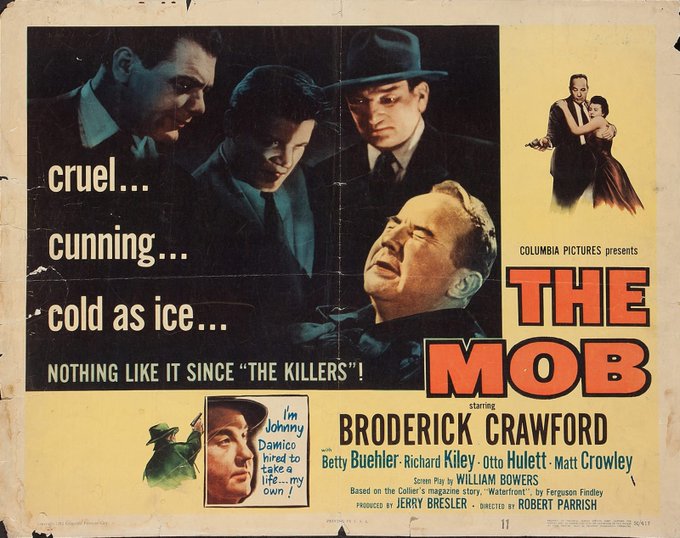 cruel...
cunning...
cold as ice...
NOTHING LIKE IT SINCE "THE KILLERS"!
COLUMBIA PICTURES presents
THE
MOB
starring
BRODERICK CRAWFORD
with
Betty Buehler · Richard Kiley · Otto Hulett · Matt Crowley
Screen Play by WILLIAM BOWERS
Based on the Collier's magazine story, "Waterfront", by Ferguson Findley
PRODUCED BY JERRY BRESLER · DIRECTED BY ROBERT PARRISH
I'm
Johnny
Damico
hired to
take a
life...my
own!
PRINTED IN U.S.A.
11